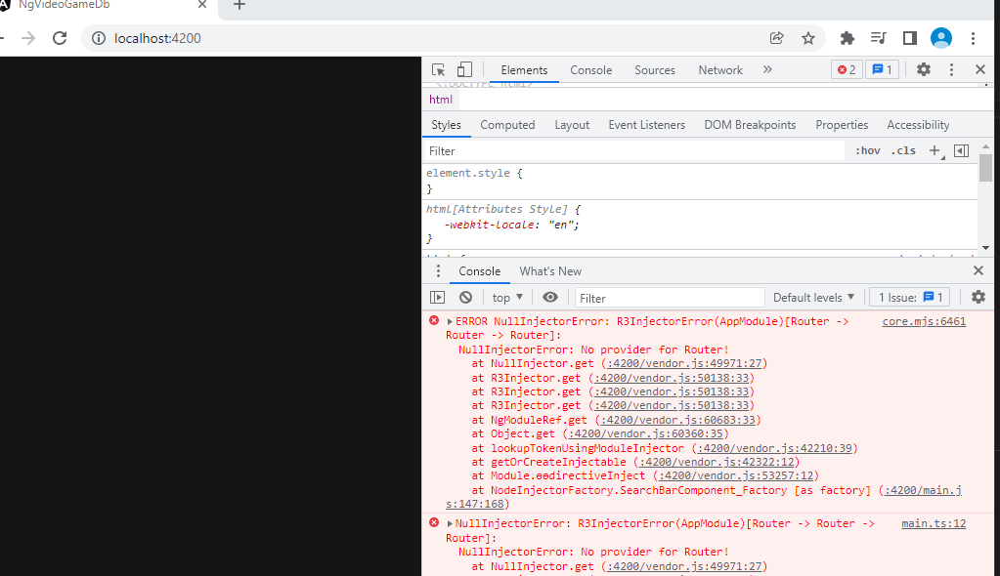 NgVideoGameDb
localhost:4200
Elements Console Sources Network » 2 1
<!DOCTYPE html>
html
Styles Computed Layout Event Listeners DOM Breakpoints Properties Accessibility
Filter :hov .cls +
element.style {
}
html[Attributes Style] {
-webkit-locale: "en";
}
Console What's New
top Filter Default levels 1 Issue: 1
ERROR NullInjectorError: R3InjectorError(AppModule)[Router -> core.mjs:6461
Router -> Router]:
NullInjectorError: No provider for Router!
at NullInjector.get (:4200/vendor.js:49971:27)
at R3Injector.get (:4200/vendor.js:50138:33)
at R3Injector.get (:4200/vendor.js:50138:33)
at R3Injector.get (:4200/vendor.js:50138:33)
at NgModuleRef.get (:4200/vendor.js:60683:33)
at Object.get (:4200/vendor.js:60360:35)
at lookupTokenUsingModuleInjector (:4200/vendor.js:42210:39)
at getOrCreateInjectable (:4200/vendor.js:42322:12)
at Module.ɵɵdirectiveInject (:4200/vendor.js:53257:12)
at NodeInjectorFactory.SearchBarComponent_Factory [as factory] (:4200/main.j
s:147:168)
NullInjectorError: R3InjectorError(AppModule)[Router -> Router -> main.ts:12
Router]:
NullInjectorError: No provider for Router!
at NullInjector.get (:4200/vendor.js:49971:27)